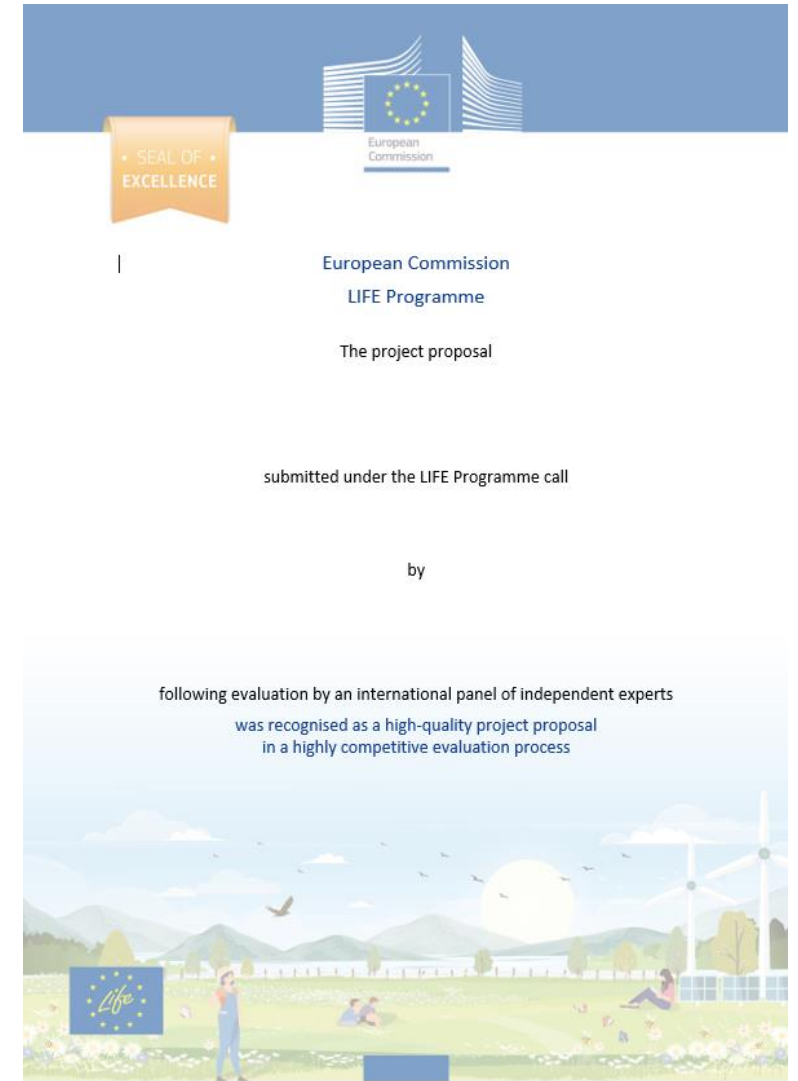 European
Commission
• SEAL OF •
EXCELLENCE
European Commission
LIFE Programme
The project proposal
submitted under the LIFE Programme call
by
following evaluation by an international panel of independent experts
was recognised as a high-quality project proposal
in a highly competitive evaluation process
Life